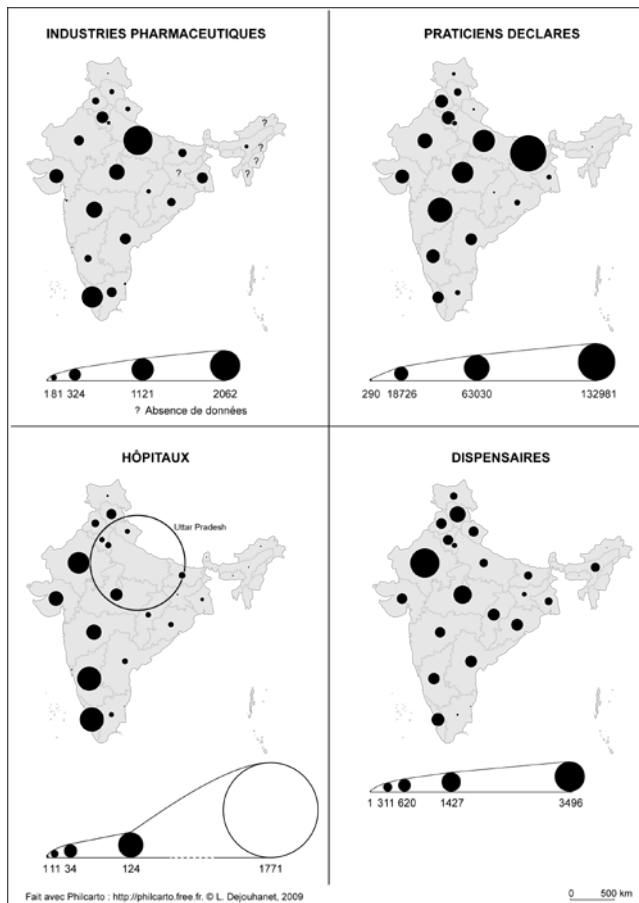 INDUSTRIES PHARMACEUTIQUES
?
?
?
?
?
1 81 324 1121 2062
? Absence de données
PRATICIENS DECLARES
290 18726 63030 132981
HÔPITAUX
Uttar Pradesh
1 11 34 124 1771
DISPENSAIRES
1 311 620 1427 3496
Fait avec Philcarto : http://philcarto.free.fr. © L. Dejouhanet, 2009
0 500 km